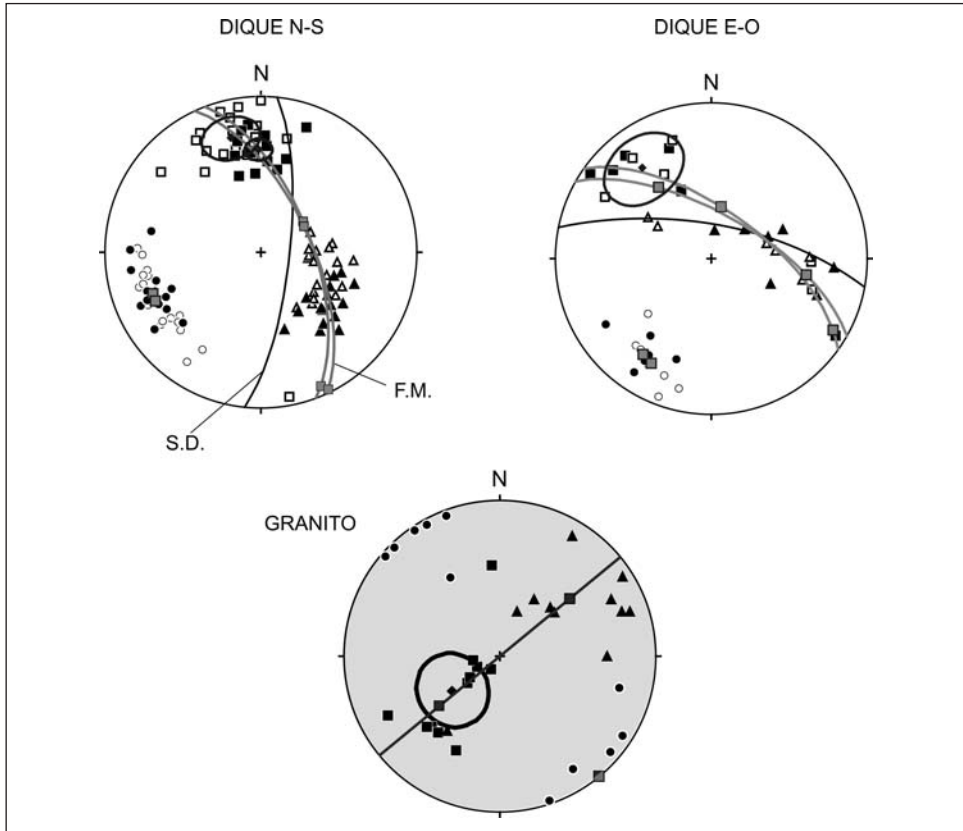 DIQUE N-S
DIQUE E-O
N
N
F.M.
S.D.
N
GRANITO